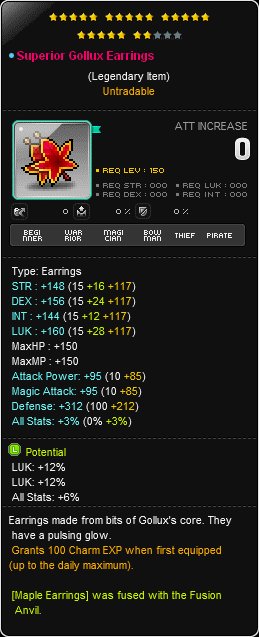 Superior Gollux Earrings
(Legendary Item)
Untradable
ATT INCREASE
0
REQ LEV : 150
REQ STR : 000 REQ LUK : 000
REQ DEX : 000 REQ INT : 000
0 0 % 0 %
BEGINNER WARRIOR MAGICIAN BOWMAN THIEF PIRATE
Type: Earrings
STR : +148 (15 +16 +117)
DEX : +156 (15 +24 +117)
INT : +144 (15 +12 +117)
LUK : +160 (15 +28 +117)
MaxHP : +150
MaxMP : +150
Attack Power: +95 (10 +85)
Magic Attack: +95 (10 +85)
Defense: +312 (100 +212)
All Stats: +3% (0% +3%)
L Potential
LUK: +12%
LUK: +12%
All Stats: +6%
Earrings made from bits of Gollux's core. They
have a pulsing glow.
Grants 100 Charm EXP when first equipped
(up to the daily maximum).
[Maple Earrings] was fused with the Fusion
Anvil.